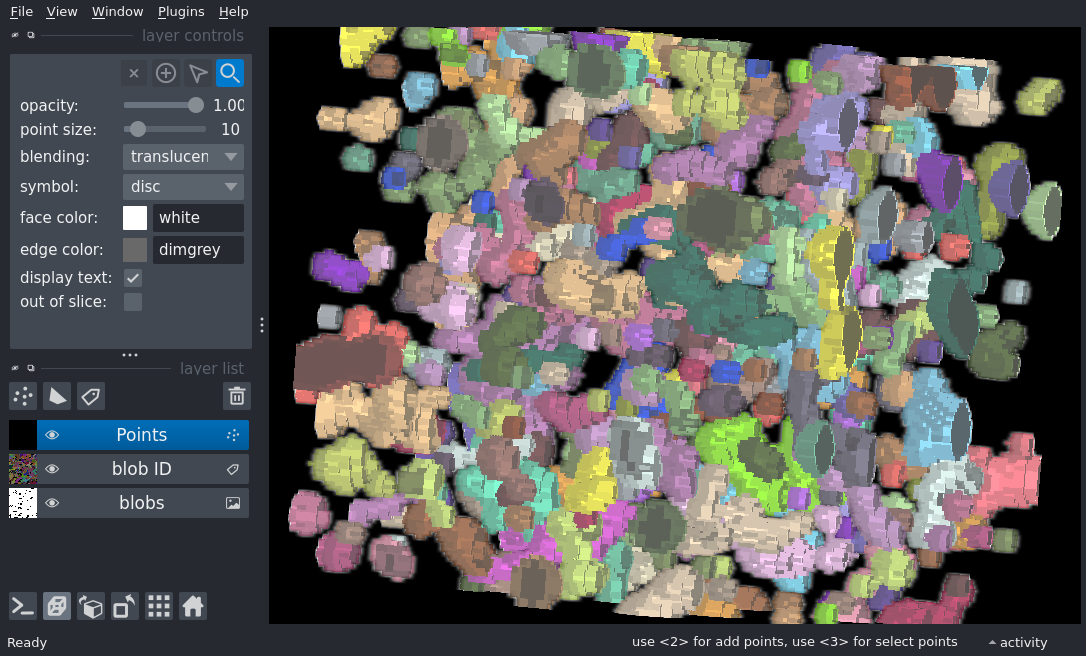 File View Window Plugins Help
layer controls
opacity: 1.00
point size: 10
blending: translucen
symbol: disc
face color: white
edge color: dimgrey
display text:
out of slice:
layer list
Points
blob ID
blobs
Ready use <2> for add points, use <3> for select points activity